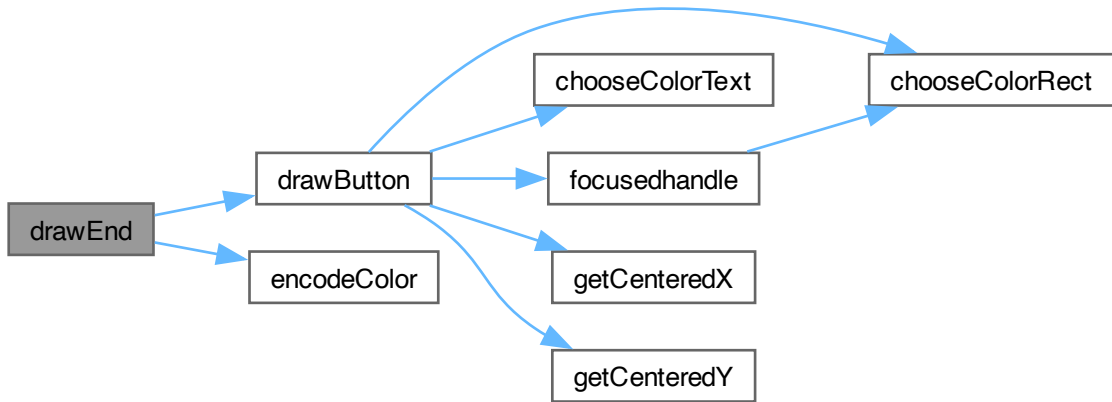 drawEnd
drawButton
encodeColor
chooseColorText
focusedhandle
getCenteredX
getCenteredY
chooseColorRect